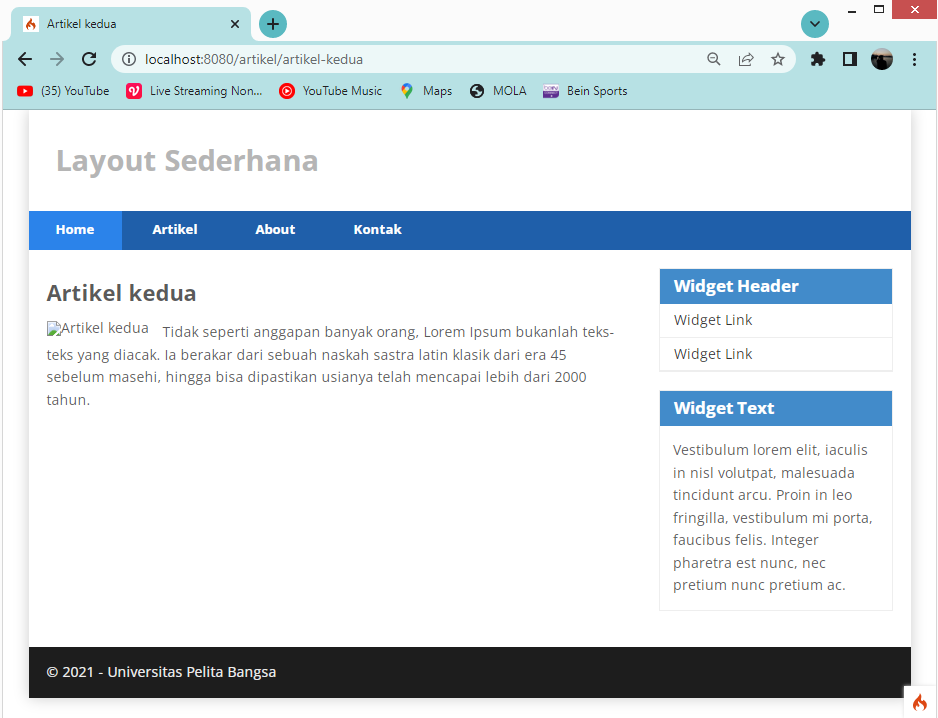 Artikel kedua
localhost:8080/artikel/artikel-kedua
(35) YouTube Live Streaming Non... YouTube Music Maps MOLA Bein Sports
Layout Sederhana
Home Artikel About Kontak
Artikel kedua
Artikel kedua Tidak seperti anggapan banyak orang, Lorem Ipsum bukanlah teks-
teks yang diacak. Ia berakar dari sebuah naskah sastra latin klasik dari era 45
sebelum masehi, hingga bisa dipastikan usianya telah mencapai lebih dari 2000
tahun.
Widget Header
Widget Link
Widget Link
Widget Text
Vestibulum lorem elit, iaculis
in nisl volutpat, malesuada
tincidunt arcu. Proin in leo
fringilla, vestibulum mi porta,
faucibus felis. Integer
pharetra est nunc, nec
pretium nunc pretium ac.
© 2021 - Universitas Pelita Bangsa